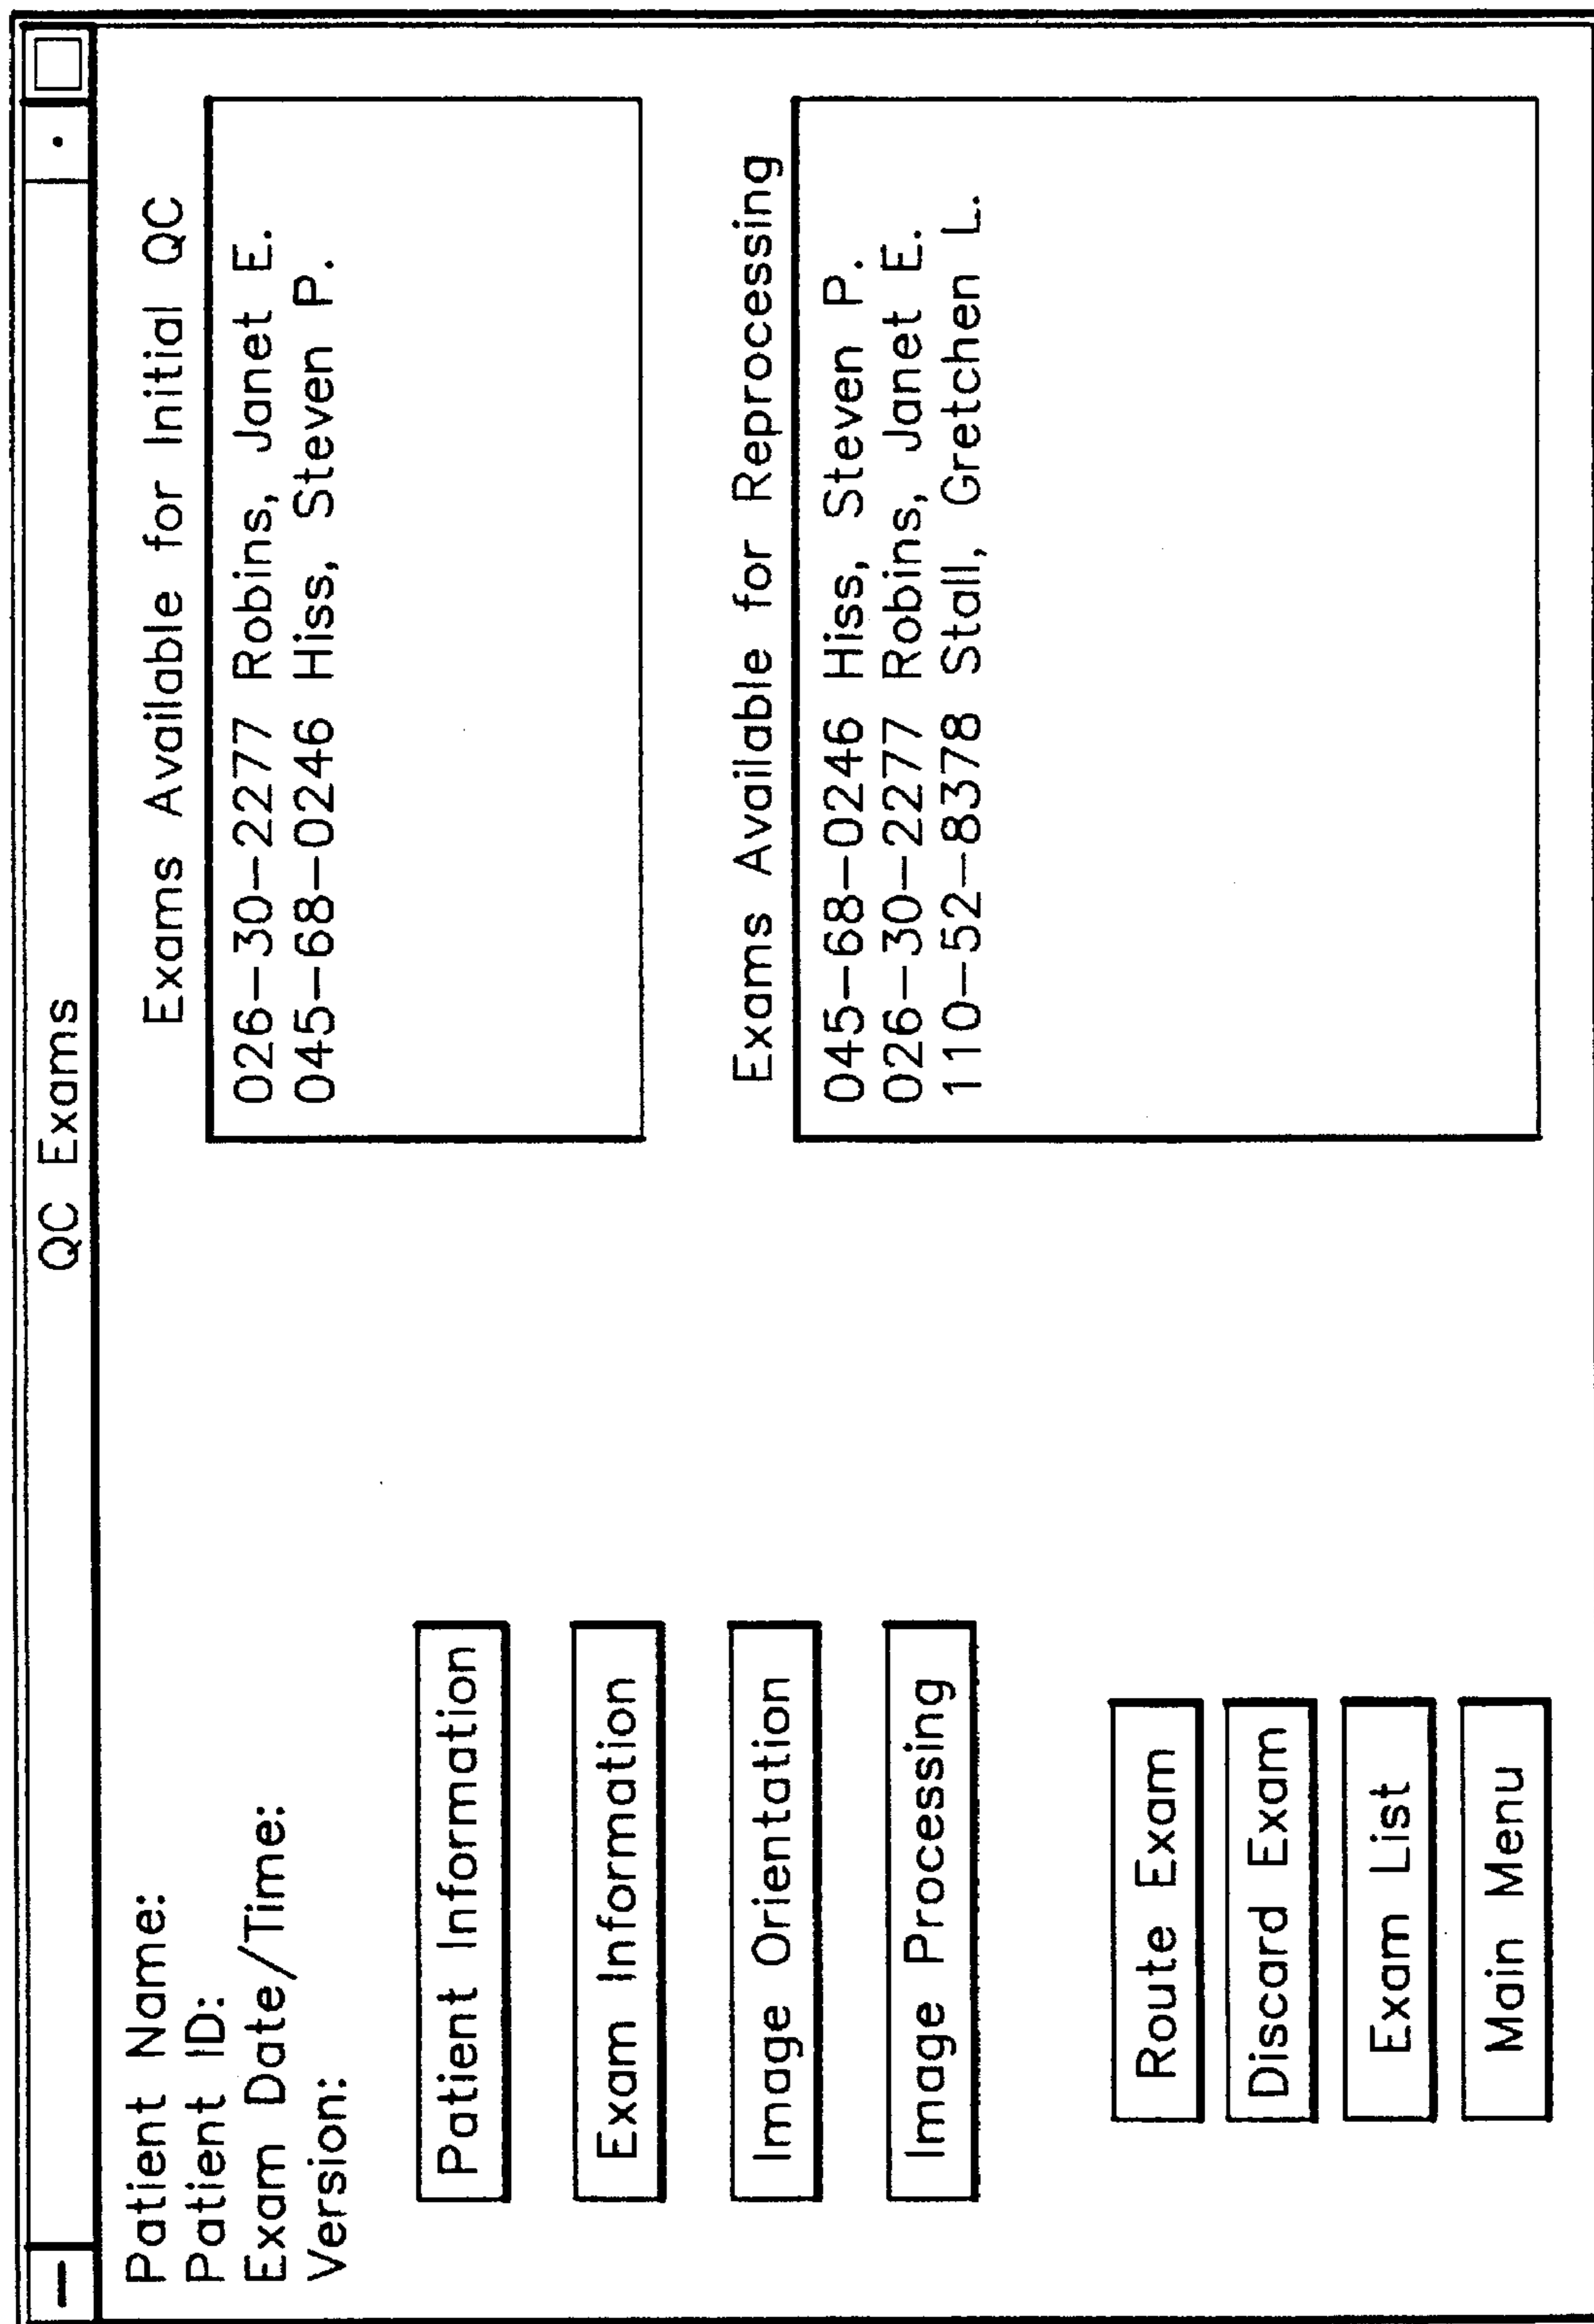 QC Exams
Patient Name:
Patient ID:
Exam Date/Time:
Version:
Patient Information
Exam Information
Image Orientation
Image Processing
Route Exam
Discard Exam
Exam List
Main Menu
Exams Available for Initial QC
026-30-2277 Robins, Janet E.
045-68-0246 Hiss, Steven P.
Exams Available for Reprocessing
045-68-0246 Hiss, Steven P.
026-30-2277 Robins, Janet E.
110-52-8378 Stall, Gretchen L.